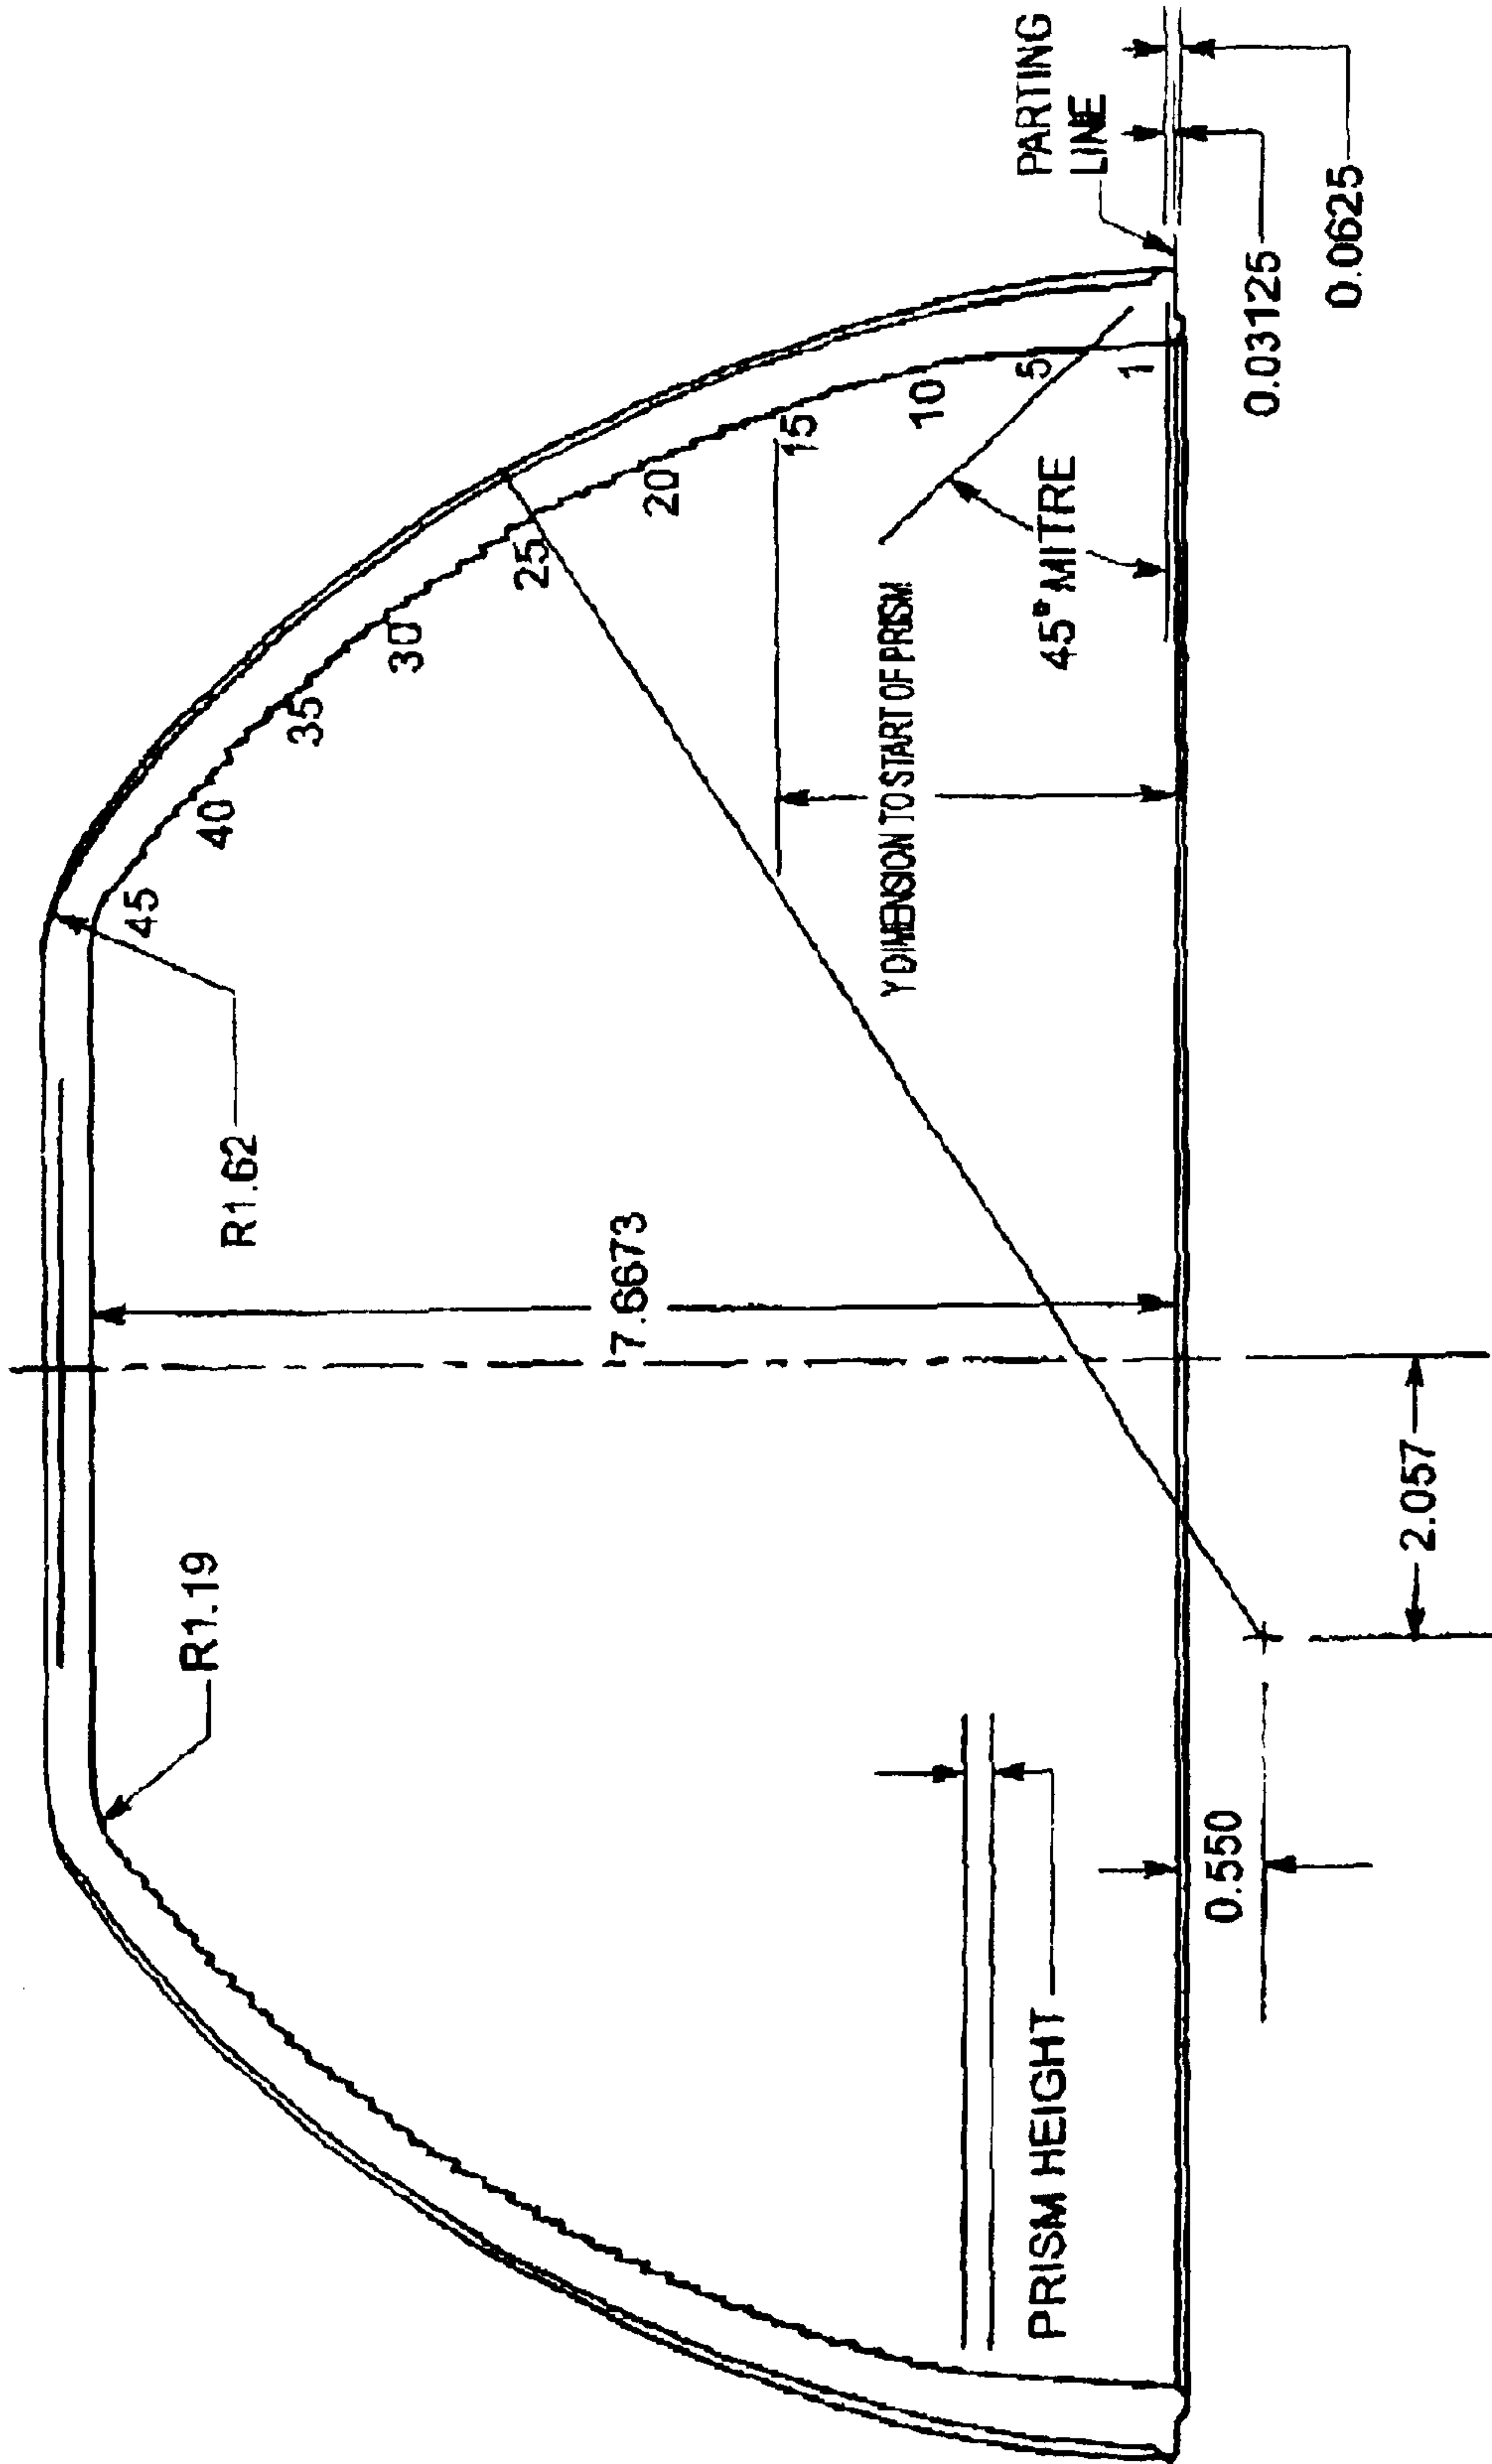 PARTING
LINE
0.03125
0.0625
1
5
10
15
20
25
30
35
40
45
45° MITRE
Y DIMENSION TO START OF PRISM
R1.62
7.6673
R1.19
2.057
0.550
PRISM HEIGHT